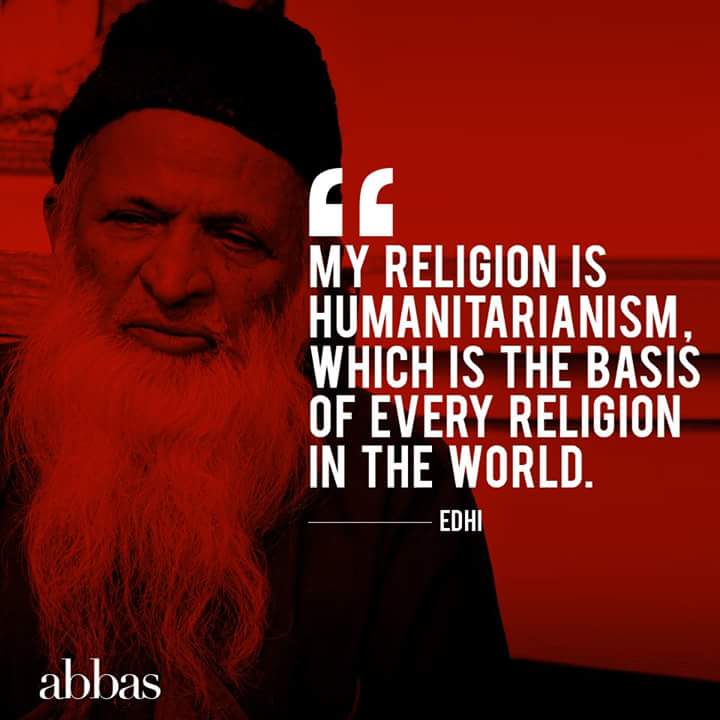 “
MY RELIGION IS
HUMANITARIANISM,
WHICH IS THE BASIS
OF EVERY RELIGION
IN THE WORLD.
EDHI
abbas